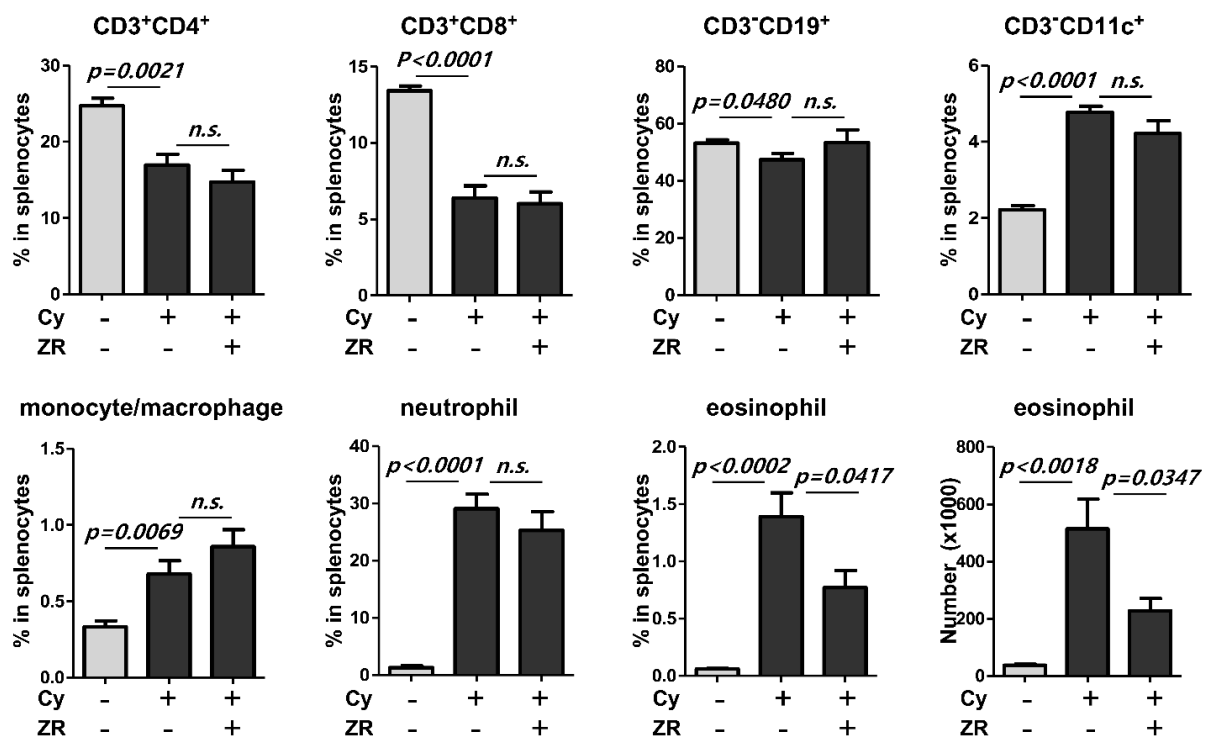 CD3⁺CD4⁺
% in splenocytes
30
20
10
0
p=0.0021
n.s.
Cy - + +
ZR - - +
CD3⁺CD8⁺
% in splenocytes
15
10
5
0
P<0.0001
n.s.
- + +
- - +
CD3⁻CD19⁺
% in splenocytes
80
60
40
20
0
p=0.0480
n.s.
Cy - + +
ZR - - +
CD3⁻CD11c⁺
% in splenocytes
6
4
2
0
p<0.0001
n.s.
Cy - + +
ZR - - +
monocyte/macrophage
% in splenocytes
1.5
1.0
0.5
0.0
p=0.0069
n.s.
Cy - + +
ZR - - +
neutrophil
% in splenocytes
40
30
20
10
0
p<0.0001
n.s.
Cy - + +
ZR - - +
eosinophil
% in splenocytes
2.0
1.5
1.0
0.5
0.0
p<0.0002
p=0.0417
Cy - + +
ZR - - +
eosinophil
Number (x1000)
800
600
400
200
0
p<0.0018
p=0.0347
Cy - + +
ZR - - +